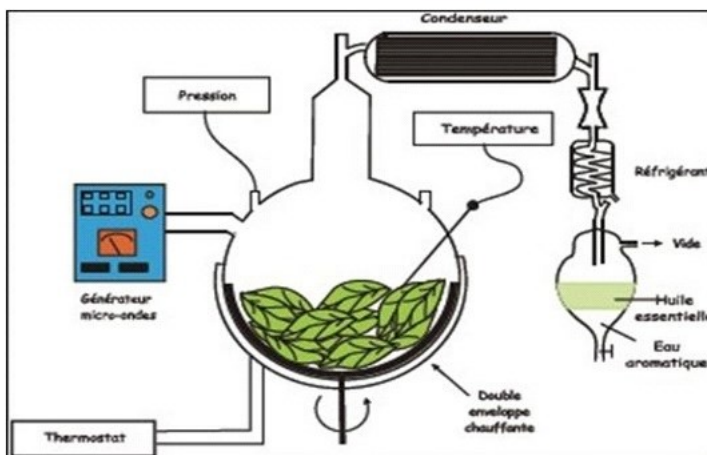 Condenseur
Pression
Température
Réfrigérant
Vide
Générateur
micro-ondes
Huile
essentielle
Eau
aromatique
Double
enveloppe
chauffante
Thermostat